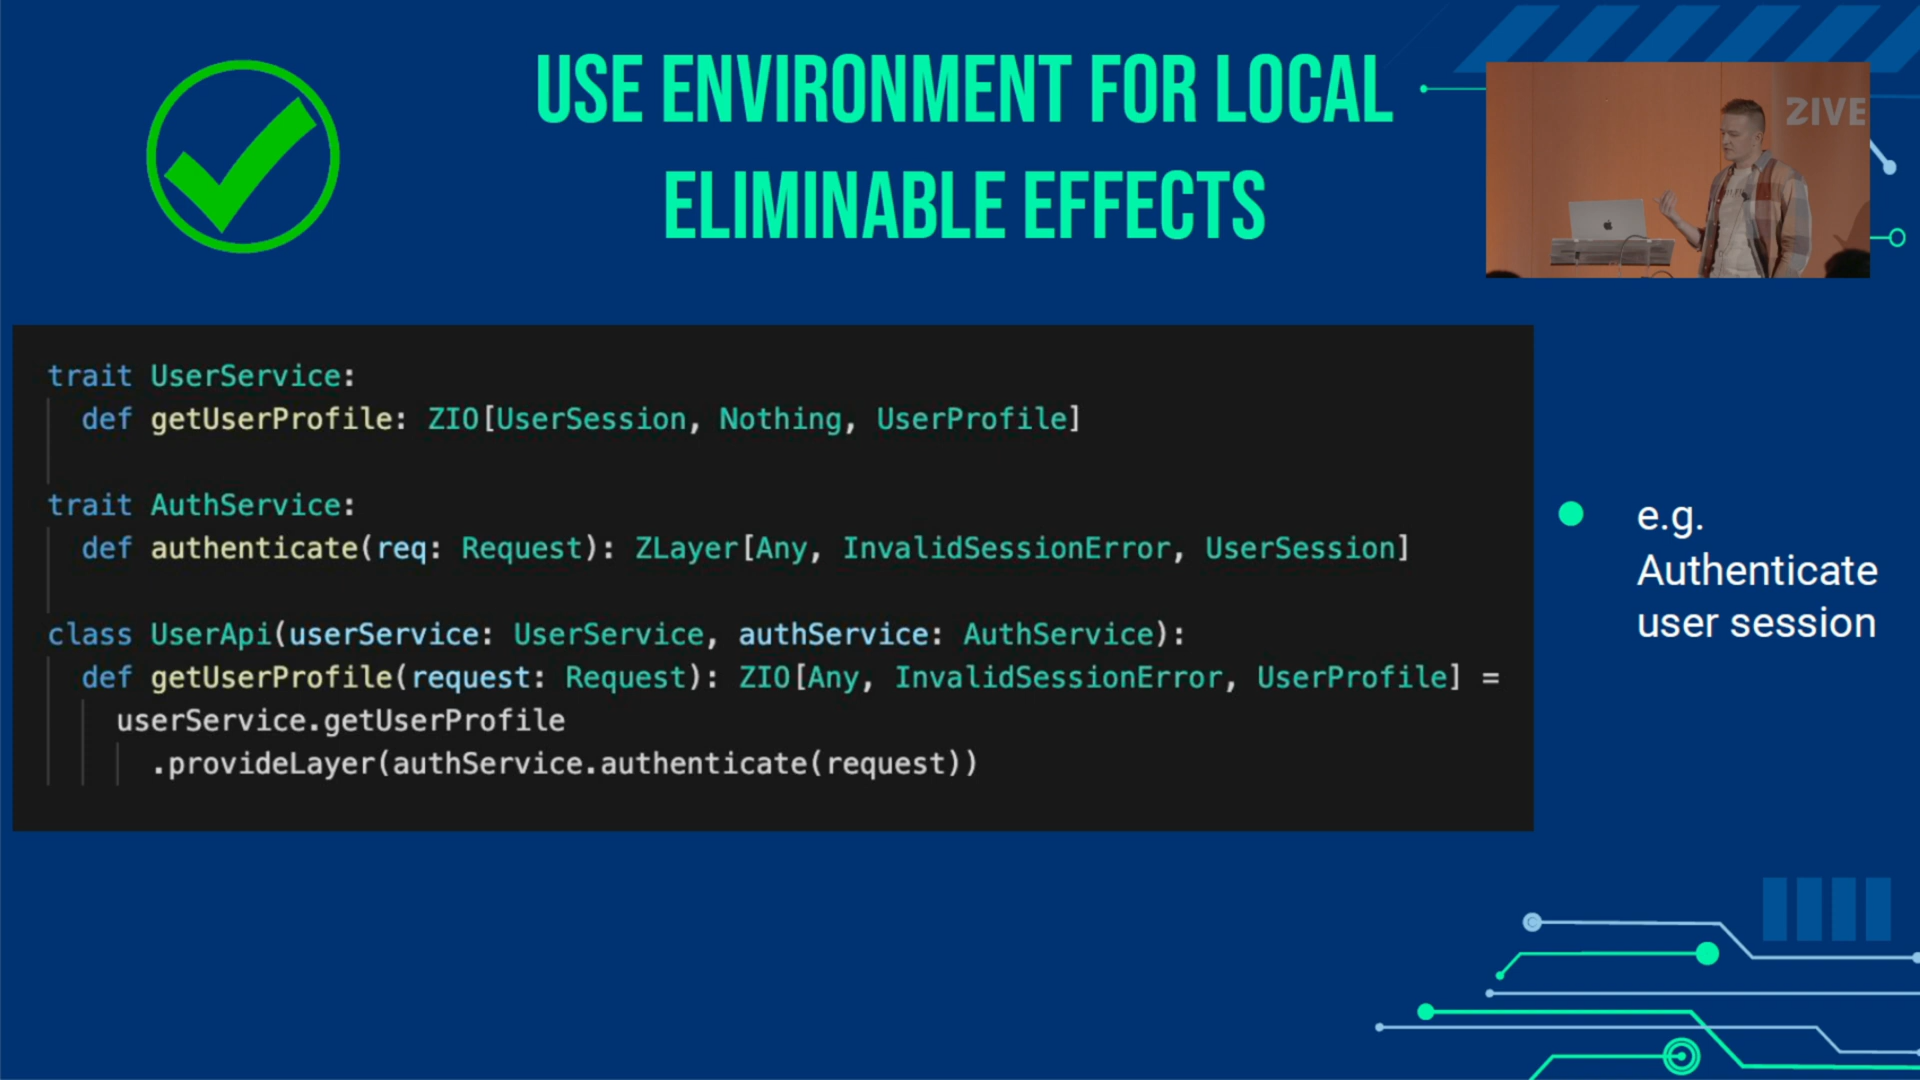 USE ENVIRONMENT FOR LOCAL
ELIMINABLE EFFECTS
ZIVE
trait UserService:
def getUserProfile: ZIO[UserSession, Nothing, UserProfile]
trait AuthService:
def authenticate(req: Request): ZLayer[Any, InvalidSessionError, UserSession]
class UserApi(userService: UserService, authService: AuthService):
def getUserProfile(request: Request): ZIO[Any, InvalidSessionError, UserProfile] =
userService.getUserProfile
.provideLayer(authService.authenticate(request))
e.g.
Authenticate
user session